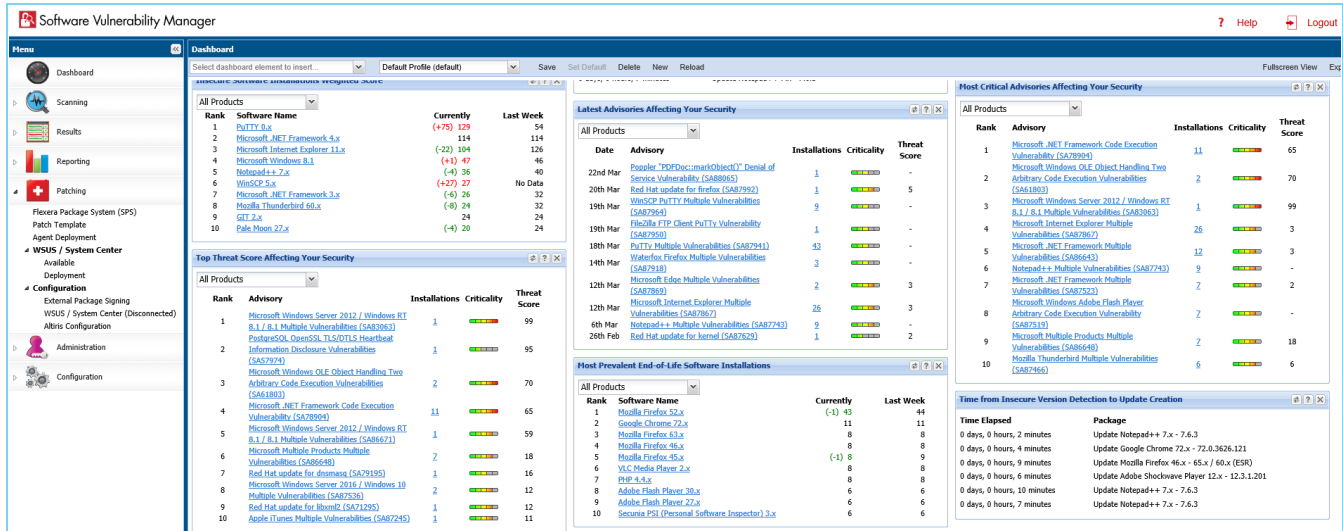 Software Vulnerability Manager
? Help
Logout
Menu
Dashboard
Scanning
Results
Reporting
Patching
Flexera Package System (SPS)
Patch Template
Agent Deployment
WSUS / System Center
Available
Deployment
Configuration
External Package Signing
WSUS / System Center (Disconnected)
Altiris Configuration
Administration
Configuration
Dashboard
Select dashboard element to insert...
Default Profile (default)
Save Set Default Delete New Reload
Fullscreen View Exp
Insecure Software Installations Weighted Score
All Products
Rank Software Name Currently Last Week
1 PuTTY 0.x (+75) 129 54
2 Microsoft .NET Framework 4.x 114 114
3 Microsoft Internet Explorer 11.x (-22) 104 126
4 Microsoft Windows 8.1 (+1) 47 46
5 Notepad++ 7.x (-4) 36 40
6 WinSCP 5.x (+27) 27 No Data
7 Microsoft .NET Framework 3.x (-6) 26 32
8 Mozilla Thunderbird 60.x (-8) 24 32
9 GIT 2.x 24 24
10 Pale Moon 27.x (-4) 20 24
Top Threat Score Affecting Your Security
All Products
Rank Advisory Installations Criticality Threat Score
1 Microsoft Windows Server 2012 / Windows RT 8.1 / 8.1 Multiple Vulnerabilities (SA83063) 1 99
2 PostgreSQL OpenSSL TLS/DTLS Heartbeat Information Disclosure Vulnerabilities (SA57974) 1 95
3 Microsoft Windows OLE Object Handling Two Arbitrary Code Execution Vulnerabilities (SA61803) 2 70
4 Microsoft .NET Framework Code Execution Vulnerability (SA78904) 11 65
5 Microsoft Windows Server 2012 / Windows RT 8.1 / 8.1 Multiple Vulnerabilities (SA86671) 1 59
6 Microsoft Multiple Products Multiple Vulnerabilities (SA86648) 7 18
7 Red Hat update for dnsmasq (SA79195) 1 16
8 Microsoft Windows Server 2016 / Windows 10 Multiple Vulnerabilities (SA87536) 2 12
9 Red Hat update for libxml2 (SA71295) 1 12
10 Apple iTunes Multiple Vulnerabilities (SA87245) 1 11
Latest Advisories Affecting Your Security
All Products
Date Advisory Installations Criticality Threat Score
22nd Mar Poppler "PDFDoc::markObject()" Denial of Service Vulnerability (SA88065) 1 -
20th Mar Red Hat update for firefox (SA87992) 1 5
19th Mar WinSCP PuTTY Multiple Vulnerabilities (SA87964) 9 -
19th Mar FileZilla FTP Client PuTTy Vulnerability (SA87950) 1 -
18th Mar PuTTy Multiple Vulnerabilities (SA87941) 43 -
14th Mar Waterfox Firefox Multiple Vulnerabilities (SA87918) 3 -
12th Mar Microsoft Edge Multiple Vulnerabilities (SA87869) 2 3
12th Mar Microsoft Internet Explorer Multiple Vulnerabilities (SA87867) 26 3
6th Mar Notepad++ Multiple Vulnerabilities (SA87743) 9 -
26th Feb Red Hat update for kernel (SA87629) 1 2
Most Prevalent End-of-Life Software Installations
All Products
Rank Software Name Currently Last Week
1 Mozilla Firefox 52.x (-1) 43 44
2 Google Chrome 72.x 11 11
3 Mozilla Firefox 63.x 8 8
4 Mozilla Firefox 46.x 8 8
5 Mozilla Firefox 45.x (-1) 8 9
6 VLC Media Player 2.x 8 8
7 PHP 4.4.x 8 8
8 Adobe Flash Player 30.x 6 6
9 Adobe Flash Player 27.x 6 6
10 Secunia PSI (Personal Software Inspector) 3.x 6 6
Most Critical Advisories Affecting Your Security
All Products
Rank Advisory Installations Criticality Threat Score
1 Microsoft .NET Framework Code Execution Vulnerability (SA78904) 11 65
2 Microsoft Windows OLE Object Handling Two Arbitrary Code Execution Vulnerabilities (SA61803) 2 70
3 Microsoft Windows Server 2012 / Windows RT 8.1 / 8.1 Multiple Vulnerabilities (SA83063) 1 99
4 Microsoft Internet Explorer Multiple Vulnerabilities (SA87867) 26 3
5 Microsoft .NET Framework Multiple Vulnerabilities (SA86643) 12 3
6 Notepad++ Multiple Vulnerabilities (SA87743) 9 -
7 Microsoft .NET Framework Multiple Vulnerabilities (SA87523) 7 2
8 Microsoft Windows Adobe Flash Player Arbitrary Code Execution Vulnerability (SA87519) 7 -
9 Microsoft Multiple Products Multiple Vulnerabilities (SA86648) 7 18
10 Mozilla Thunderbird Multiple Vulnerabilities (SA87466) 6 6
Time from Insecure Version Detection to Update Creation
Time Elapsed Package
0 days, 0 hours, 2 minutes Update Notepad++ 7.x - 7.6.3
0 days, 0 hours, 4 minutes Update Google Chrome 72.x - 72.0.3626.121
0 days, 0 hours, 9 minutes Update Mozilla Firefox 46.x - 65.x / 60.x (ESR)
0 days, 0 hours, 6 minutes Update Adobe Shockwave Player 12.x - 12.3.1.201
0 days, 0 hours, 10 minutes Update Notepad++ 7.x - 7.6.3
0 days, 0 hours, 7 minutes Update Notepad++ 7.x - 7.6.3